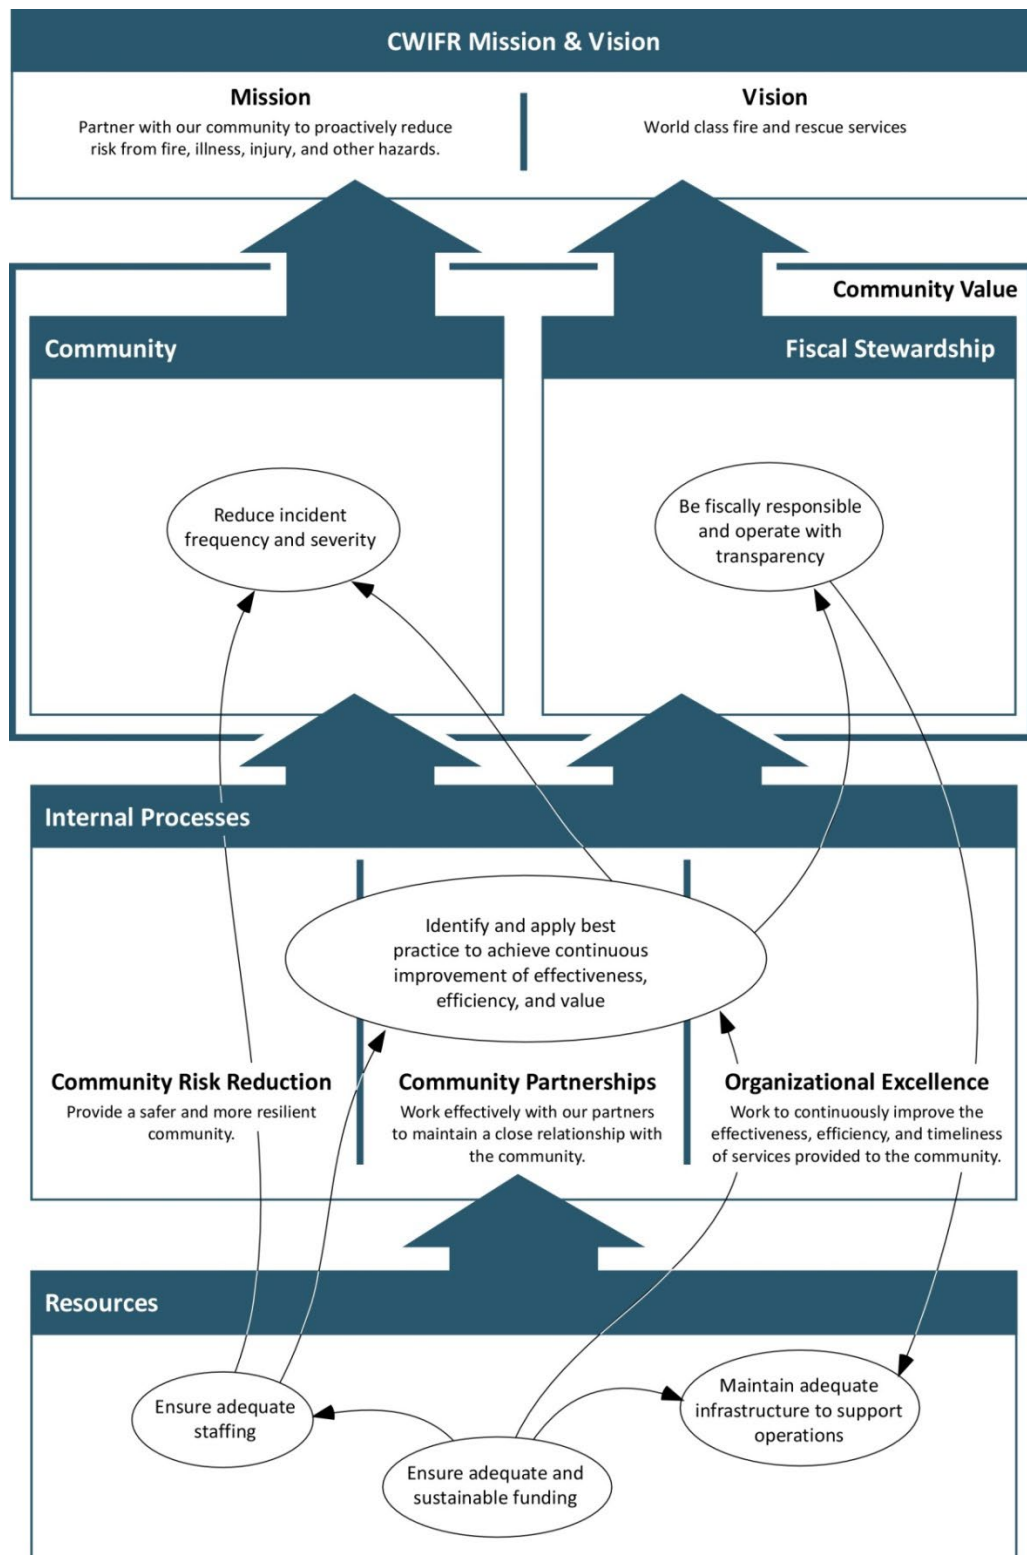 CWIFR Mission & Vision
Mission
Partner with our community to proactively reduce
risk from fire, illness, injury, and other hazards.
Vision
World class fire and rescue services
Community Value
Community
Fiscal Stewardship
Reduce incident
frequency and severity
Be fiscally responsible
and operate with
transparency
Internal Processes
Identify and apply best
practice to achieve continuous
improvement of effectiveness,
efficiency, and value
Community Risk Reduction
Provide a safer and more resilient
community.
Community Partnerships
Work effectively with our partners
to maintain a close relationship with
the community.
Organizational Excellence
Work to continuously improve the
effectiveness, efficiency, and timeliness
of services provided to the community.
Resources
Ensure adequate
staffing
Ensure adequate and
sustainable funding
Maintain adequate
infrastructure to support
operations